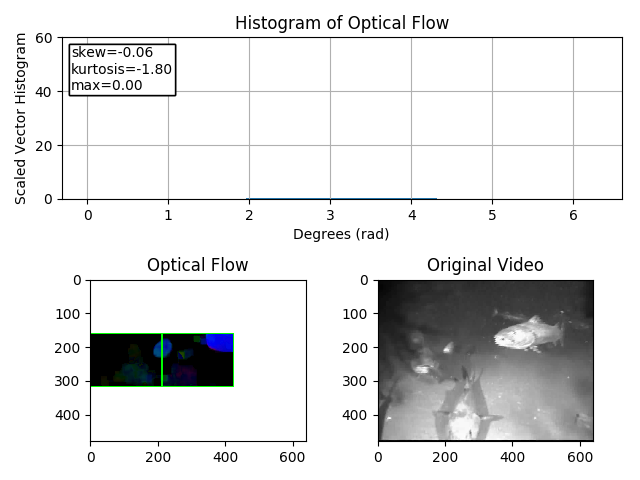 Histogram of Optical Flow
skew=-0.06
kurtosis=-1.80
max=0.00
Scaled Vector Histogram
60
40
20
0
0 1 2 3 4 5 6
Degrees (rad)
Optical Flow
0
100
200
300
400
0 200 400 600
Original Video
0
100
200
300
400
0 200 400 600